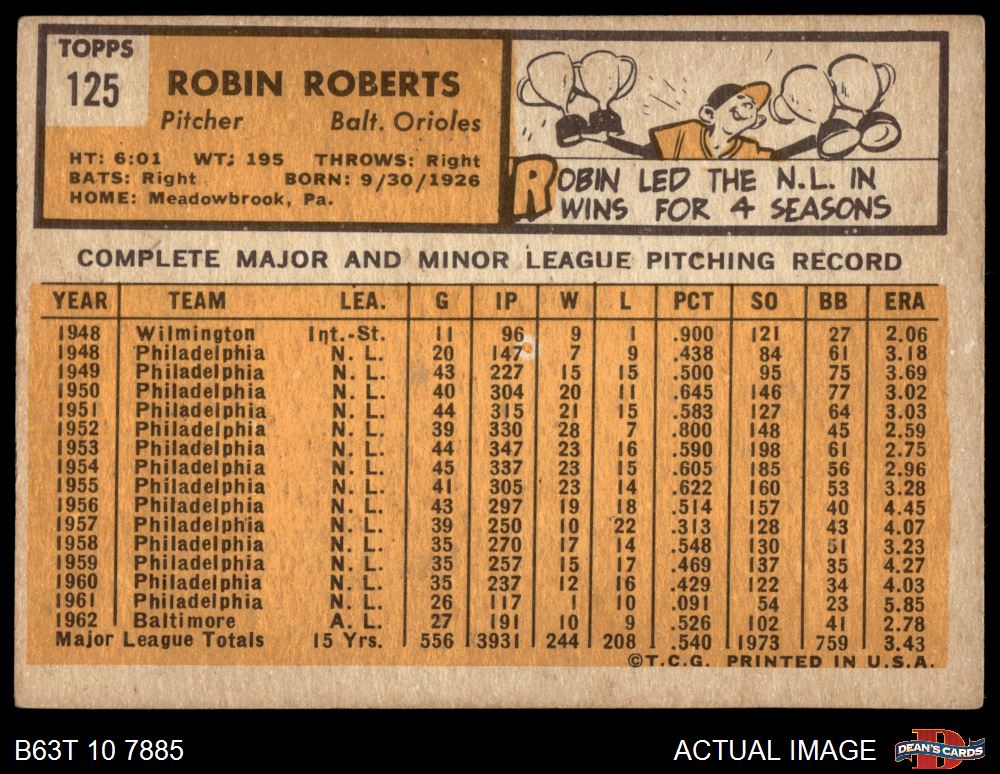 TOPPS
125
ROBIN ROBERTS
Pitcher Balt. Orioles
HT: 6:01 WT: 195 THROWS: Right
BATS: Right BORN: 9/30/1926
HOME: Meadowbrook, Pa.
ROBIN LED THE N.L. IN
WINS FOR 4 SEASONS
COMPLETE MAJOR AND MINOR LEAGUE PITCHING RECORD
YEAR TEAM LEA. G IP W L PCT SO BB ERA
1948 Wilmington Int.-St. 11 96 9 1 .900 121 27 2.06
1948 Philadelphia N. L. 20 147 7 9 .438 84 61 3.18
1949 Philadelphia N. L. 43 227 15 15 .500 95 75 3.69
1950 Philadelphia N. L. 40 304 20 11 .645 146 77 3.02
1951 Philadelphia N. L. 44 315 21 15 .583 127 64 3.03
1952 Philadelphia N. L. 39 330 28 7 .800 148 45 2.59
1953 Philadelphia N. L. 44 347 23 16 .590 198 61 2.75
1954 Philadelphia N. L. 45 337 23 15 .605 185 56 2.96
1955 Philadelphia N. L. 41 305 23 14 .622 160 53 3.28
1956 Philadelphia N. L. 43 297 19 18 .514 157 40 4.45
1957 Philadelphia N. L. 39 250 10 22 .313 128 43 4.07
1958 Philadelphia N. L. 35 270 17 14 .548 130 51 3.23
1959 Philadelphia N. L. 35 257 15 17 .469 137 35 4.27
1960 Philadelphia N. L. 35 237 12 16 .429 122 34 4.03
1961 Philadelphia N. L. 26 117 1 10 .091 54 23 5.85
1962 Baltimore A. L. 27 191 10 9 .526 102 41 2.78
Major League Totals 15 Yrs. 556 3931 244 208 .540 1973 759 3.43
©T.C.G. PRINTED IN U.S.A.
B63T 10 7885 ACTUAL IMAGE D DEAN'S CARDS